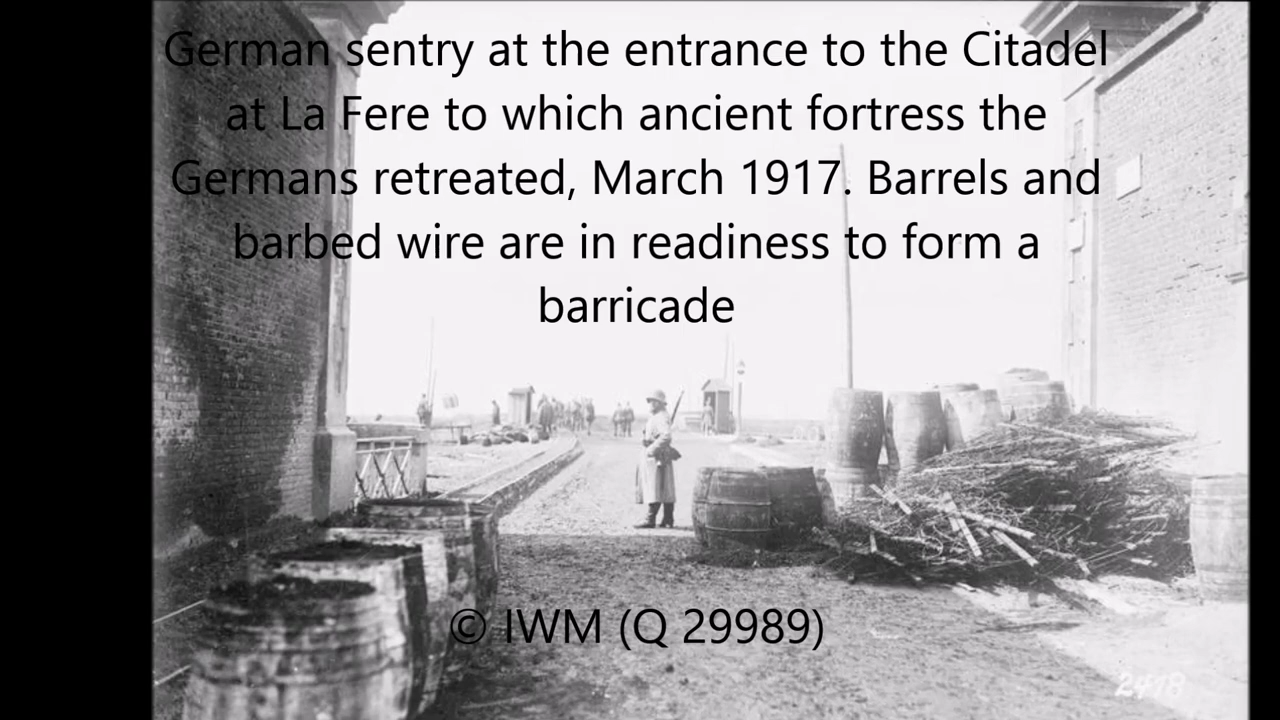 German sentry at the entrance to the Citadel
at La Fere to which ancient fortress the
Germans retreated, March 1917. Barrels and
barbed wire are in readiness to form a
barricade
© IWM (Q 29989)
2418